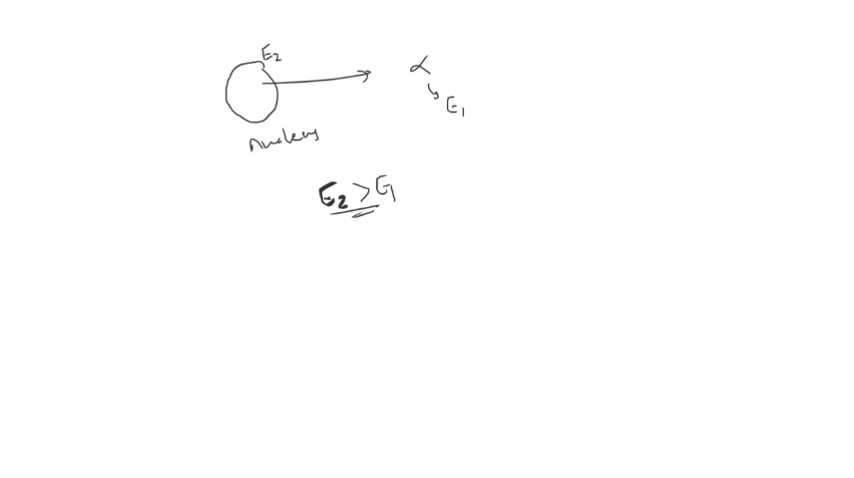 E₂
α
E₁
nucleus
E₂ > E₁